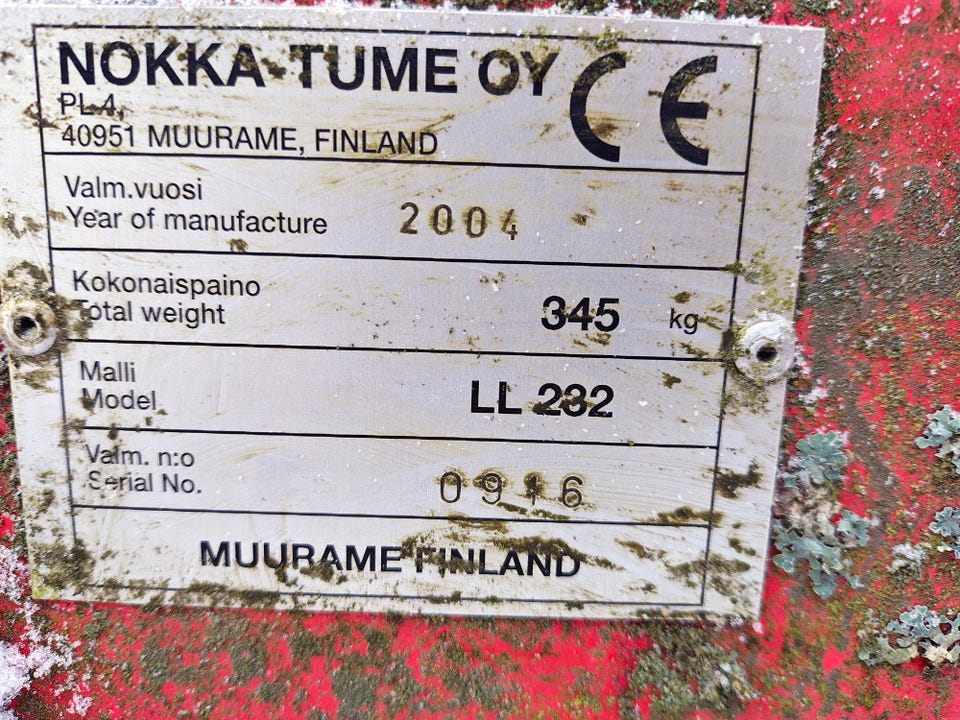 NOKKA-TUME OY CE
PL 4,
40951 MUURAME, FINLAND
Valm.vuosi
Year of manufacture 2004
Kokonaispaino
Total weight 345 kg
Malli
Model LL 232
Valm. n:o
Serial No. 0916
MUURAME FINLAND